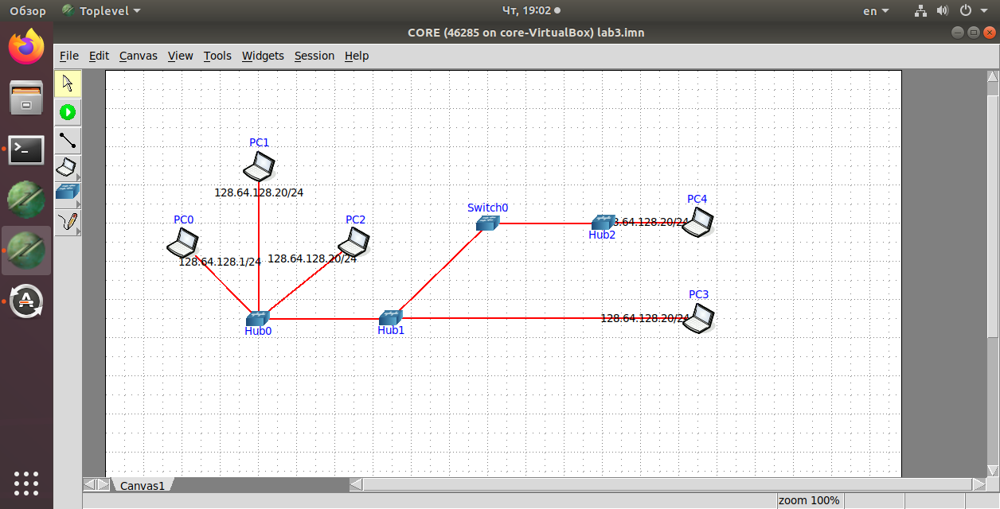 Обзор Toplevel Чт, 19:02 en
CORE (46285 on core-VirtualBox) lab3.imn
File Edit Canvas View Tools Widgets Session Help
PC1
128.64.128.20/24
PC0
128.64.128.1/24
PC2
128.64.128.20/24
Switch0
PC4
3.64.128.20/24
Hub2
PC3
128.64.128.20/24
Hub0
Hub1
Canvas1
zoom 100%